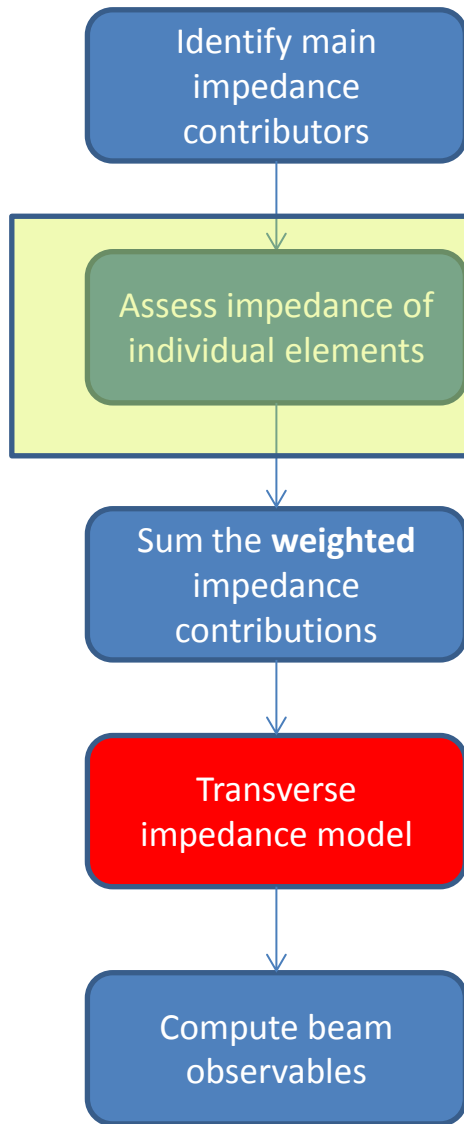 Identify main
impedance
contributors
Assess impedance of
individual elements
Sum the weighted
impedance
contributions
Transverse
impedance model
Compute beam
observables